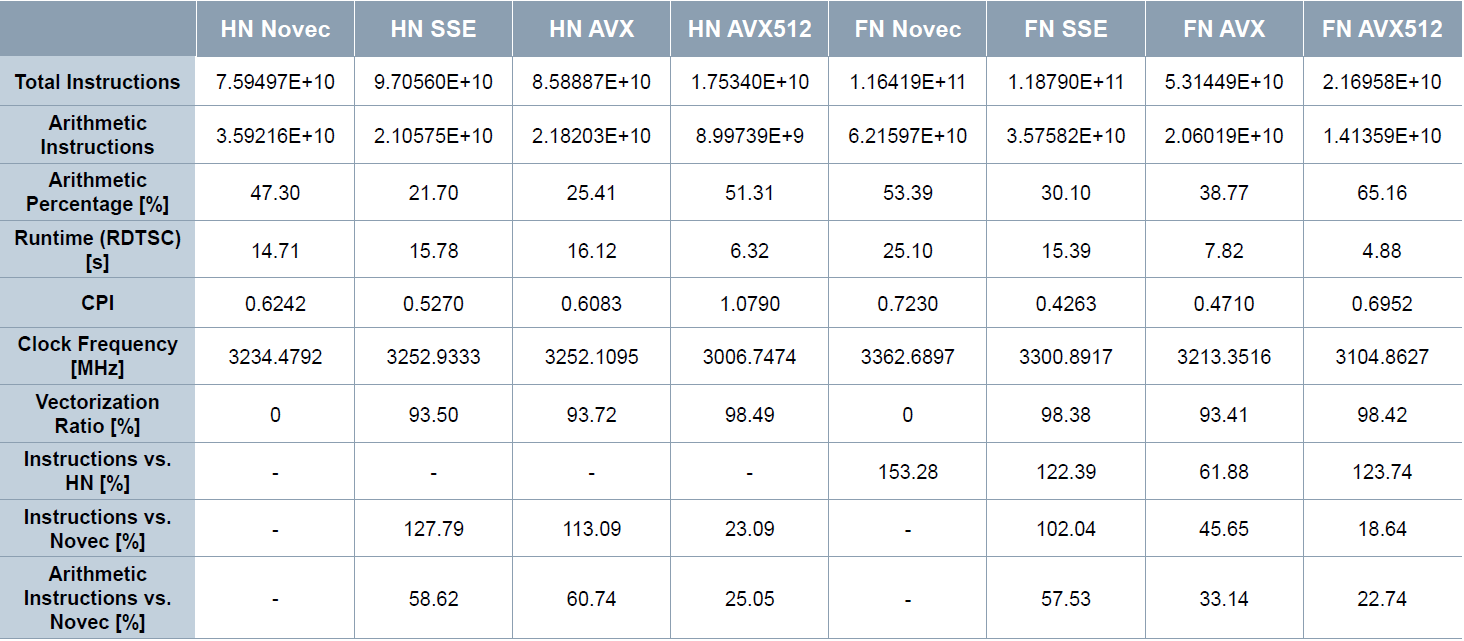 HN Novec HN SSE HN AVX HN AVX512 FN Novec FN SSE FN AVX FN AVX512
Total Instructions 7.59497E+10 9.70560E+10 8.58887E+10 1.75340E+10 1.16419E+11 1.18790E+11 5.31449E+10 2.16958E+10
Arithmetic
Instructions 3.59216E+10 2.10575E+10 2.18203E+10 8.99739E+9 6.21597E+10 3.57582E+10 2.06019E+10 1.41359E+10
Arithmetic
Percentage [%] 47.30 21.70 25.41 51.31 53.39 30.10 38.77 65.16
Runtime (RDTSC)
[s] 14.71 15.78 16.12 6.32 25.10 15.39 7.82 4.88
CPI 0.6242 0.5270 0.6083 1.0790 0.7230 0.4263 0.4710 0.6952
Clock Frequency
[MHz] 3234.4792 3252.9333 3252.1095 3006.7474 3362.6897 3300.8917 3213.3516 3104.8627
Vectorization
Ratio [%] 0 93.50 93.72 98.49 0 98.38 93.41 98.42
Instructions vs.
HN [%] - - - - 153.28 122.39 61.88 123.74
Instructions vs.
Novec [%] - 127.79 113.09 23.09 - 102.04 45.65 18.64
Arithmetic
Instructions vs.
Novec [%] - 58.62 60.74 25.05 - 57.53 33.14 22.74